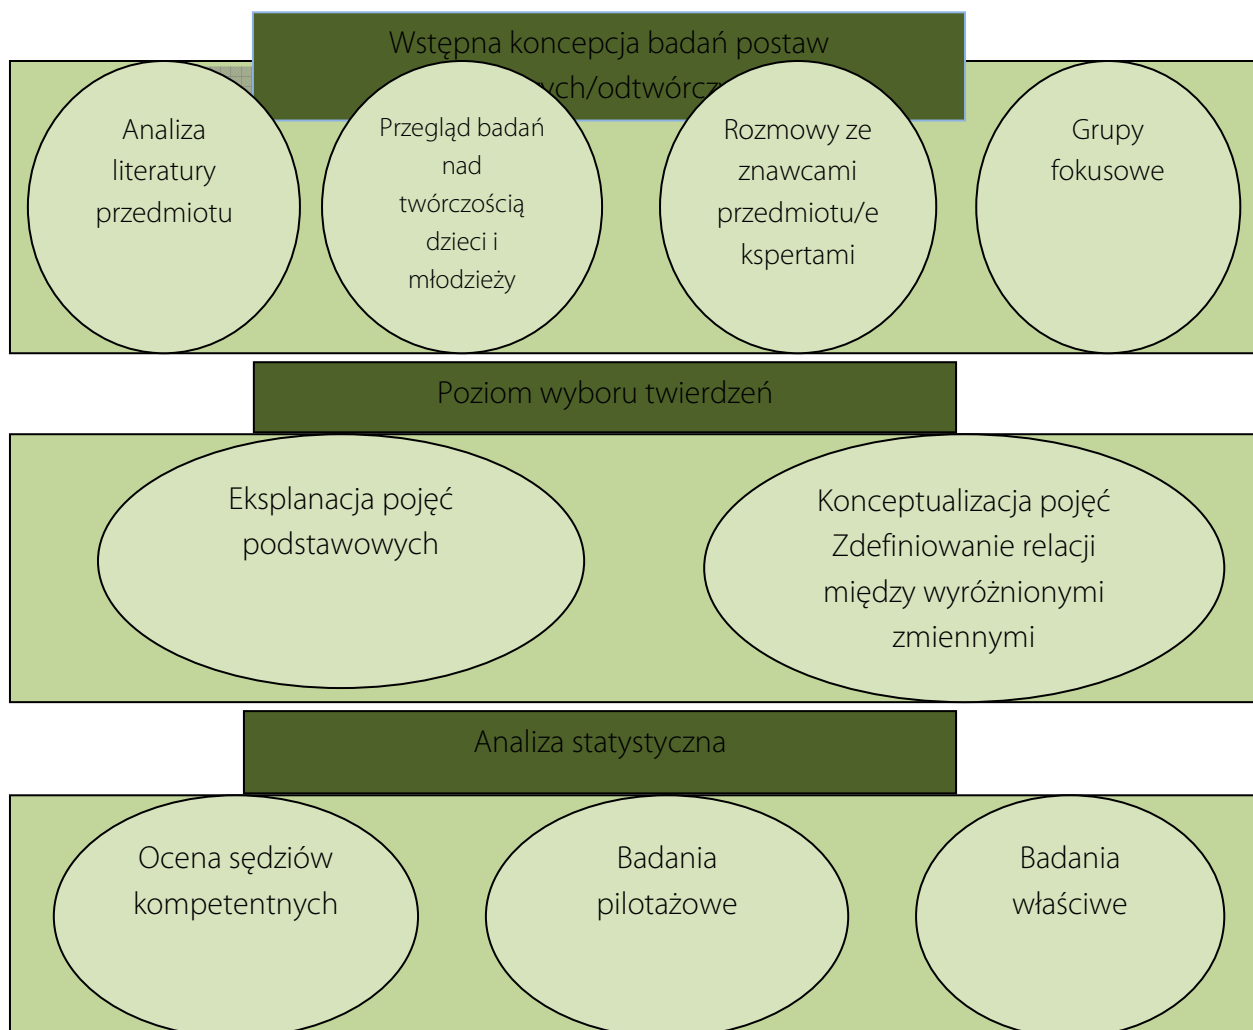 Wstępna koncepcja badań postaw
Analiza
literatury
przedmiotu
Przegląd badań
nad
twórczością
dzieci i
młodzieży
Rozmowy ze
znawcami
przedmiotu/e
kspertami
Grupy
fokusowe
Poziom wyboru twierdzeń
Eksplanacja pojęć
podstawowych
Konceptualizacja pojęć
Zdefiniowanie relacji
między wyróżnionymi
zmiennymi
Analiza statystyczna
Ocena sędziów
kompetentnych
Badania
pilotażowe
Badania
właściwe